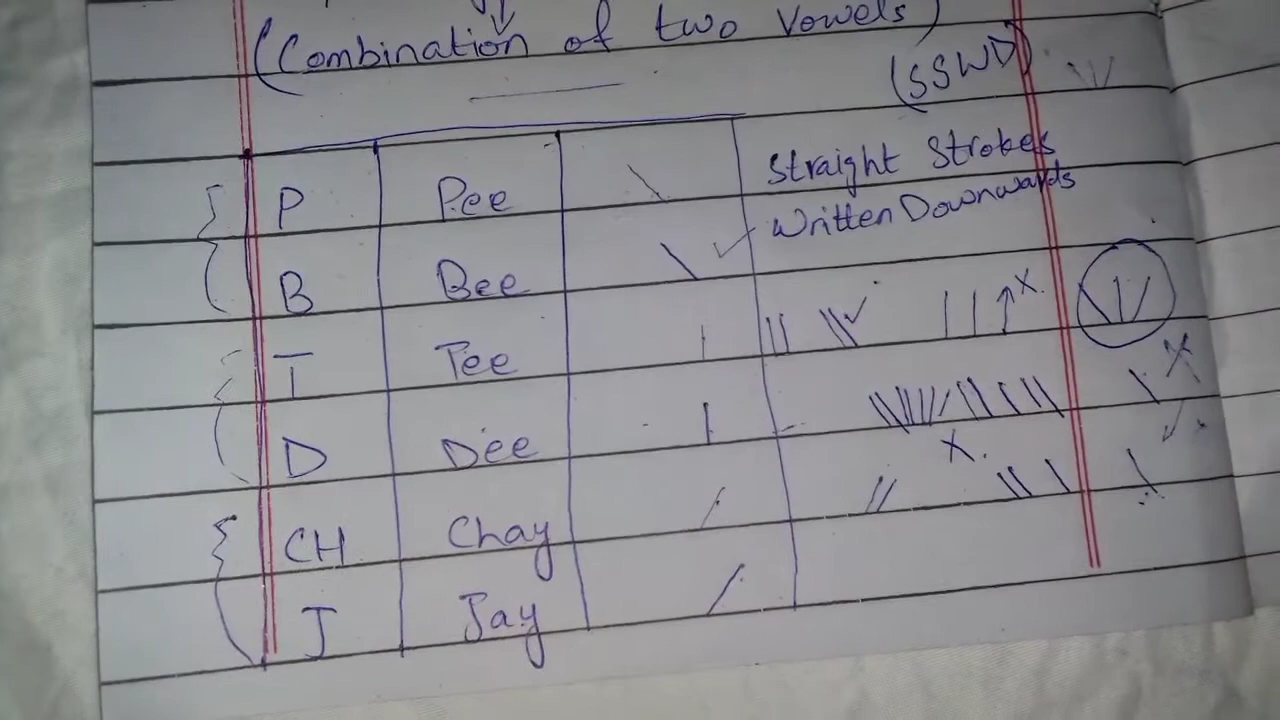 (Combination of two Vowels)
(SSWD)
P Pee \ Straight Strokes
B Bee \ Written Downwards
T Tee |
D Dee |
CH Chay /
J Jay /